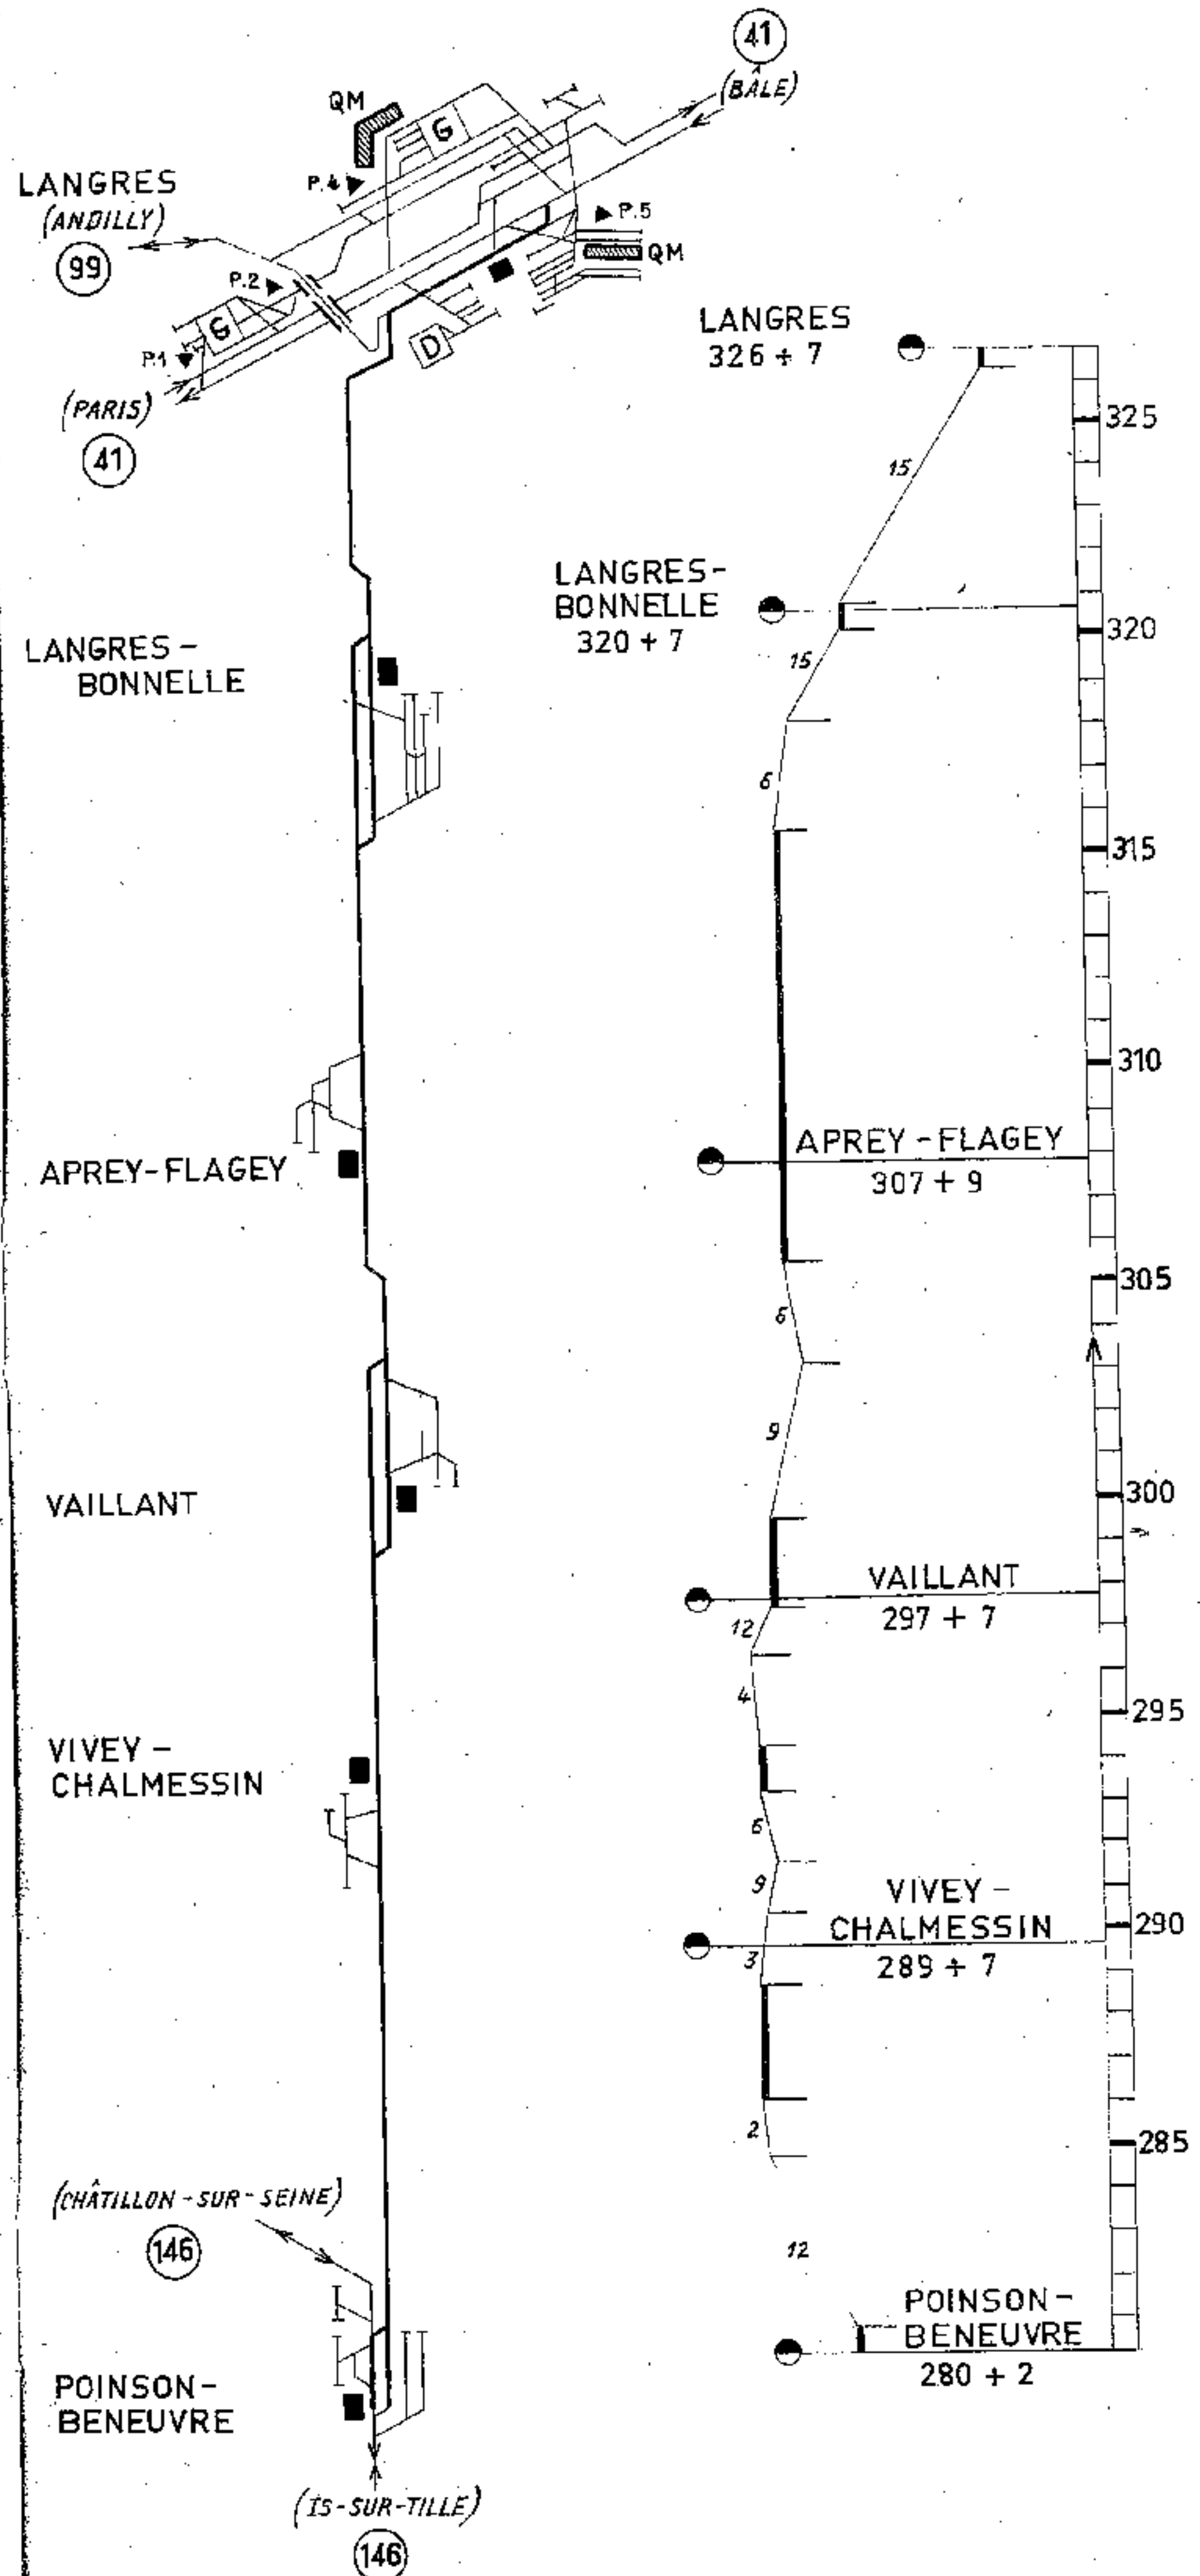 41
(BÂLE)
QM
G
LANGRES
(ANDILLY)
99
P.4
P.5
QM
P.2
G
P.1
D
(PARIS)
41
LANGRES
326 + 7
325
15
LANGRES-
BONNELLE
320 + 7
320
15
LANGRES -
BONNELLE
6
315
310
APREY-FLAGEY
APREY - FLAGEY
307 + 9
305
6
9
VAILLANT
300
VAILLANT
297 + 7
12
4
295
VIVEY -
CHALMESSIN
6
9
VIVEY -
CHALMESSIN
289 + 7
290
3
2
285
(CHÂTILLON-SUR-SEINE)
146
12
POINSON-
BENEUVRE
280 + 2
POINSON-
BENEUVRE
(IS-SUR-TILLE)
146